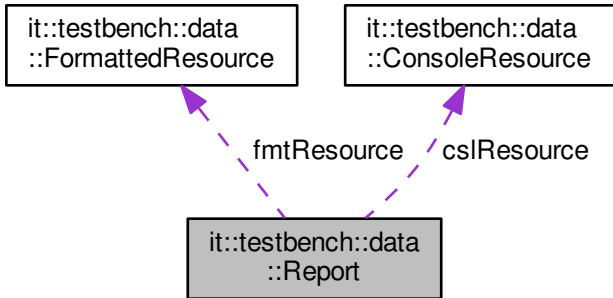 it::testbench::data
::FormattedResource
it::testbench::data
::ConsoleResource
fmtResource
cslResource
it::testbench::data
::Report